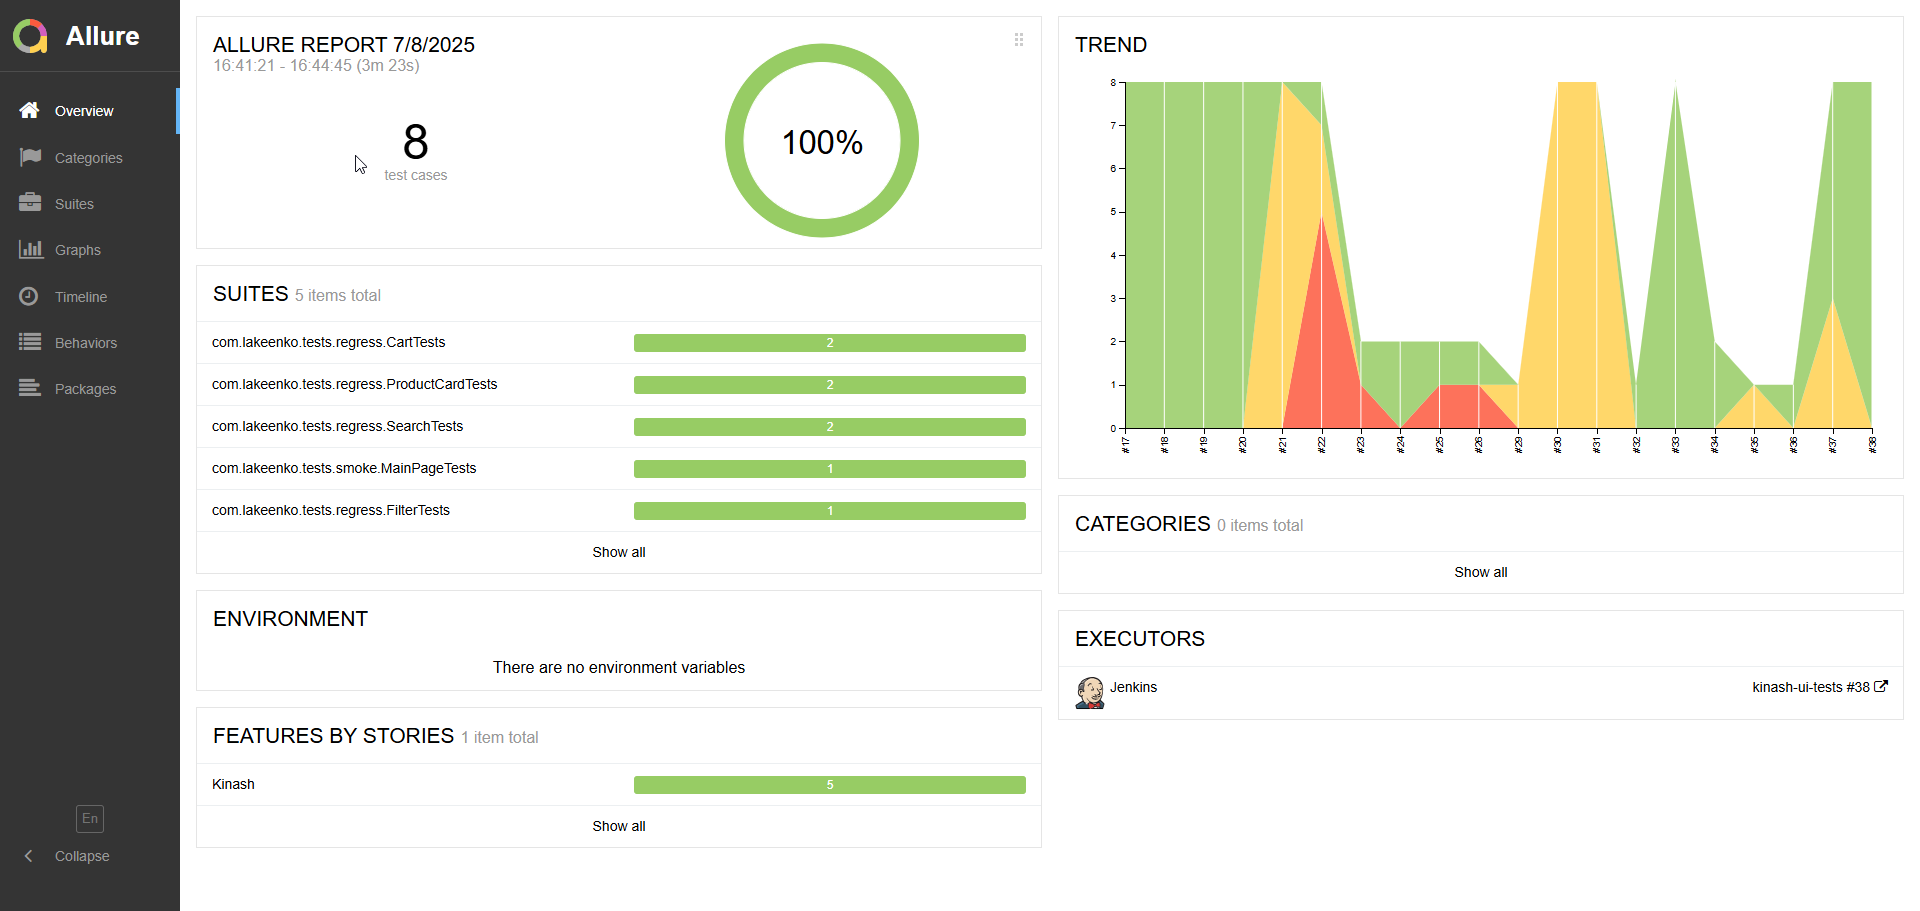 Allure
Overview
Categories
Suites
Graphs
Timeline
Behaviors
Packages
En
Collapse
ALLURE REPORT 7/8/2025
16:41:21 - 16:44:45 (3m 23s)
8
test cases
100%
SUITES 5 items total
com.lakeenko.tests.regress.CartTests 2
com.lakeenko.tests.regress.ProductCardTests 2
com.lakeenko.tests.regress.SearchTests 2
com.lakeenko.tests.smoke.MainPageTests 1
com.lakeenko.tests.regress.FilterTests 1
Show all
ENVIRONMENT
There are no environment variables
FEATURES BY STORIES 1 item total
Kinash 5
Show all
TREND
8
7
6
5
4
3
2
1
0
#17 #18 #19 #20 #21 #22 #23 #24 #25 #26 #29 #30 #31 #32 #33 #34 #35 #36 #37 #38
CATEGORIES 0 items total
Show all
EXECUTORS
Jenkins kinash-ui-tests #38